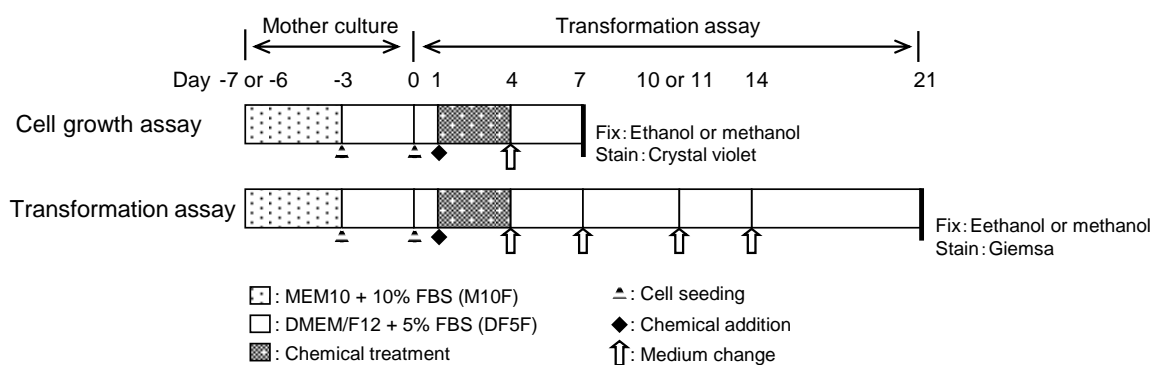 Mother culture Transformation assay
Day -7 or -6 -3 0 1 4 7 10 or 11 14 21
Cell growth assay
Fix: Ethanol or methanol
Stain: Crystal violet
Transformation assay
Fix: Eethanol or methanol
Stain: Giemsa
: MEM10 + 10% FBS (M10F)
: DMEM/F12 + 5% FBS (DF5F)
: Chemical treatment
: Cell seeding
: Chemical addition
: Medium change